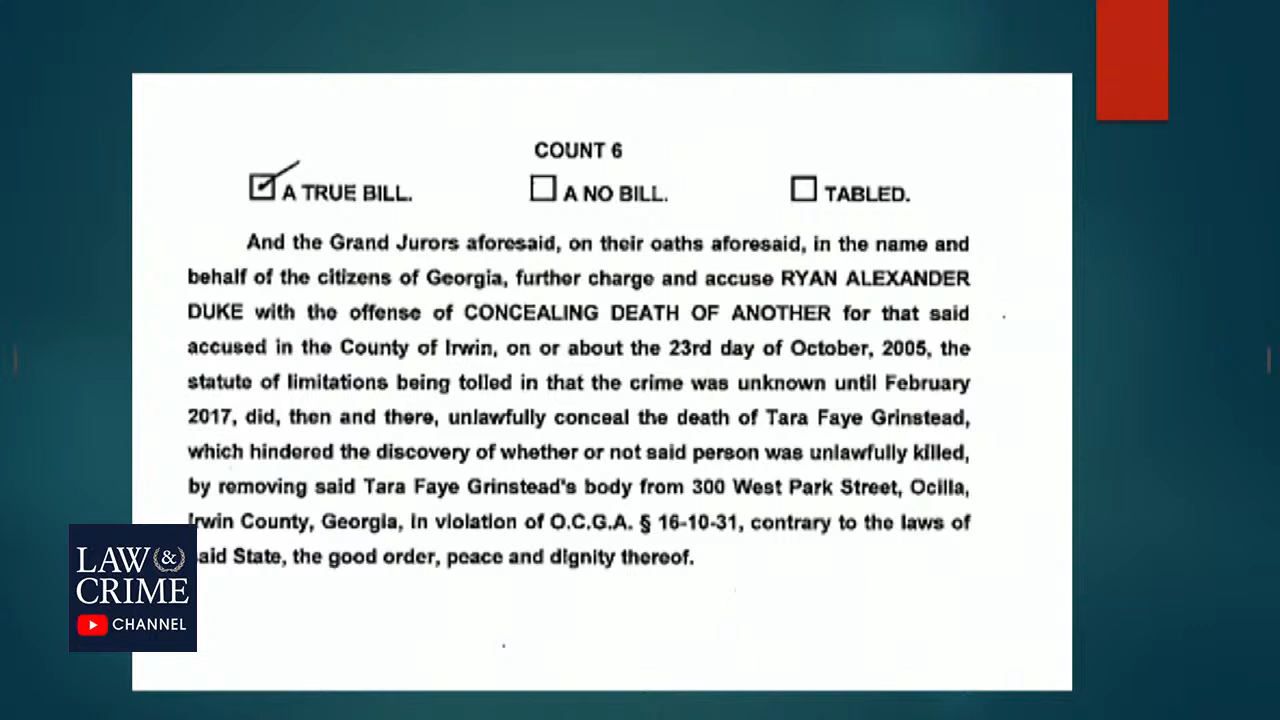 COUNT 6
A TRUE BILL. A NO BILL. TABLED.
And the Grand Jurors aforesaid, on their oaths aforesaid, in the name and
behalf of the citizens of Georgia, further charge and accuse RYAN ALEXANDER
DUKE with the offense of CONCEALING DEATH OF ANOTHER for that said
accused in the County of Irwin, on or about the 23rd day of October, 2005, the
statute of limitations being tolled in that the crime was unknown until February
2017, did, then and there, unlawfully conceal the death of Tara Faye Grinstead,
which hindered the discovery of whether or not said person was unlawfully killed,
by removing said Tara Faye Grinstead's body from 300 West Park Street, Ocilla,
Irwin County, Georgia, in violation of O.C.G.A. § 16-10-31, contrary to the laws of
said State, the good order, peace and dignity thereof.
LAW &
CRIME
CHANNEL